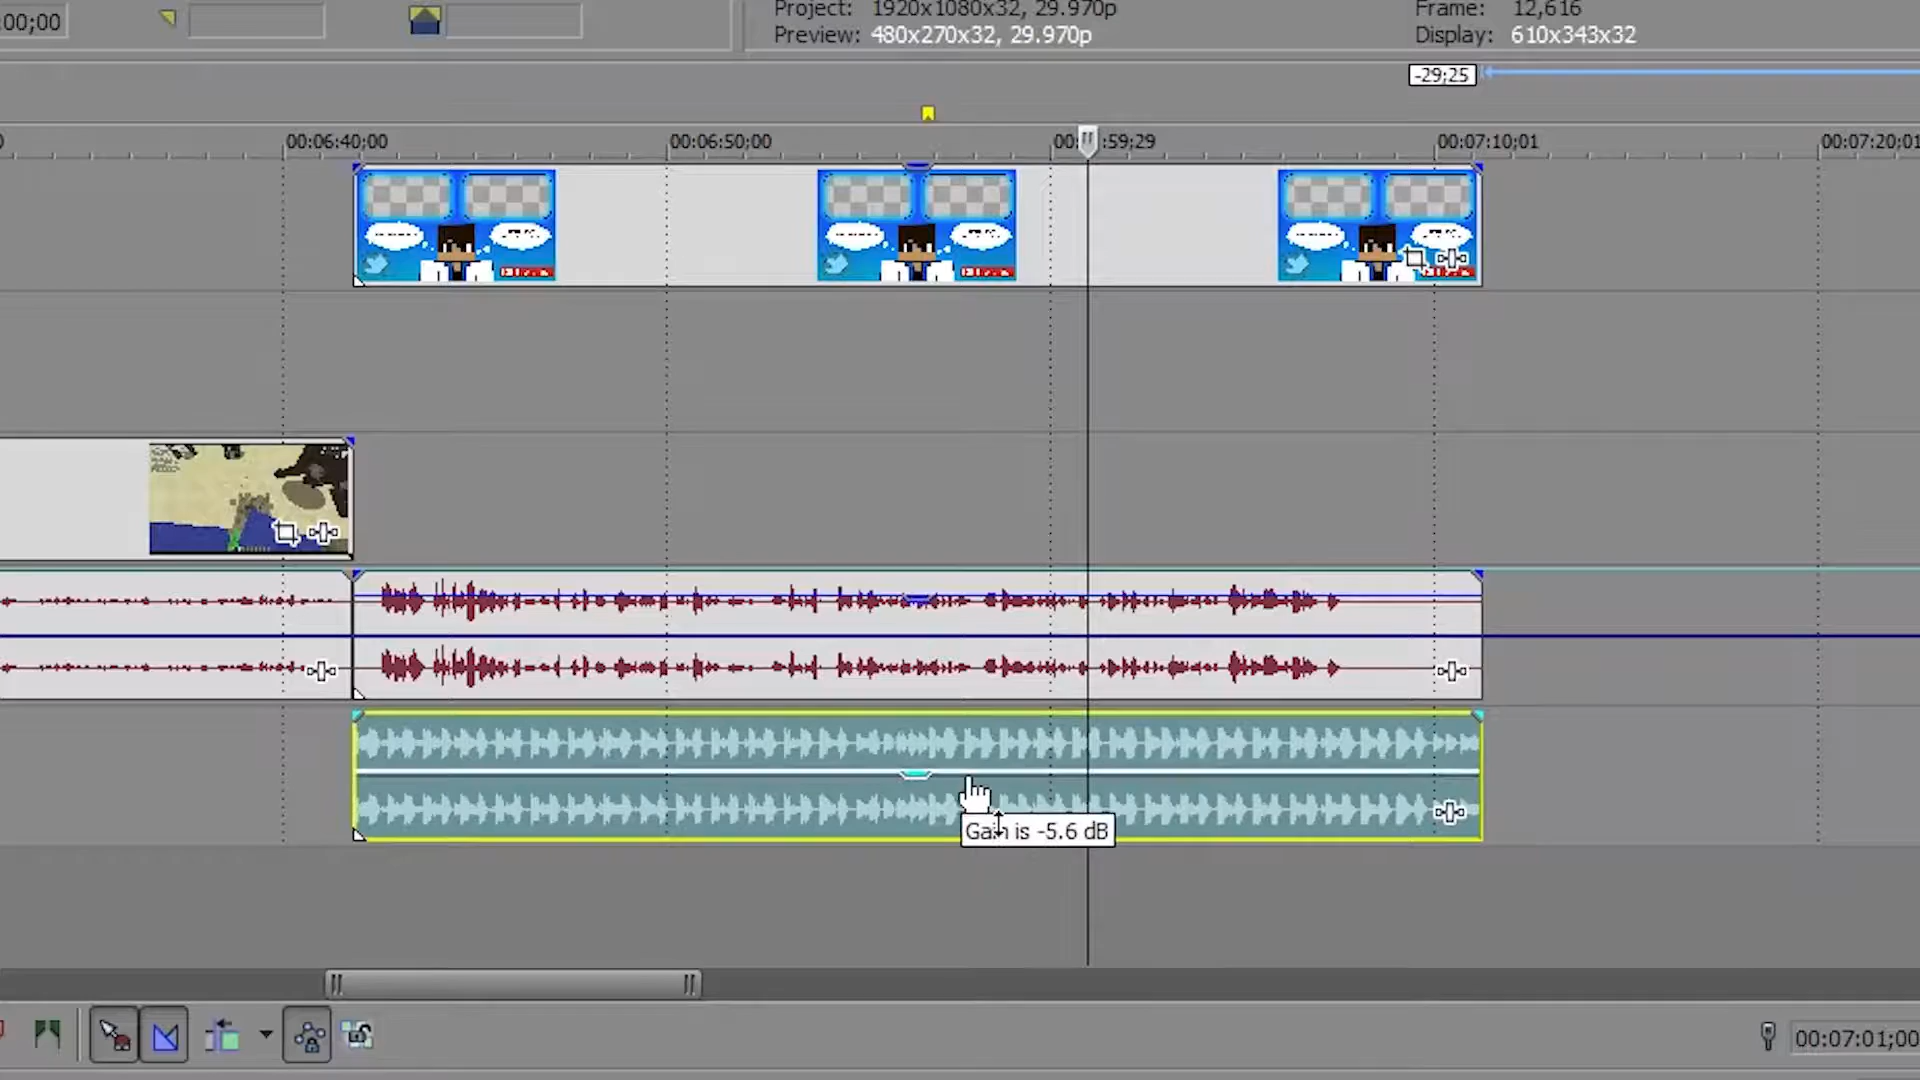 :00;00
Project: 1920x1080x32, 29.970p
Frame: 12,616
Preview: 480x270x32, 29.970p
Display: 610x343x32
-29;25
00:06:40;00
00:06:50;00
:59;29
00:07:10;01
00:07:20;01
Gain is -5.6 dB
00:07:01;00